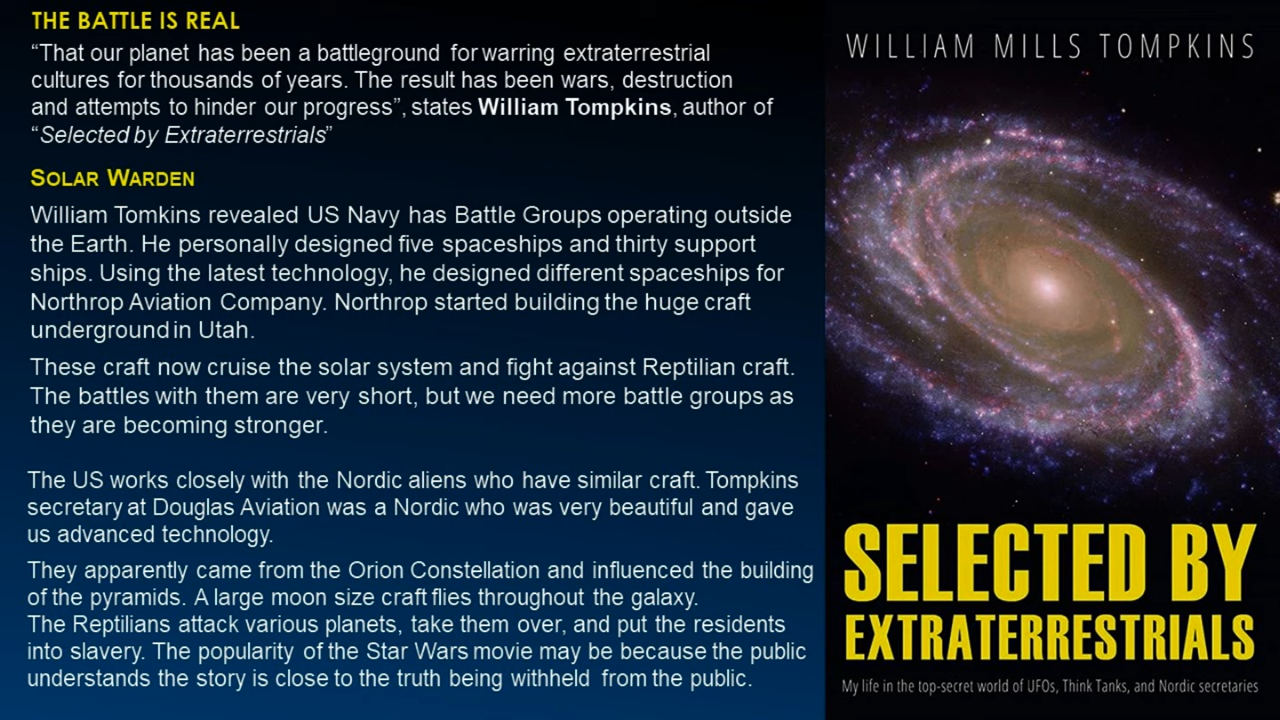 THE BATTLE IS REAL
“That our planet has been a battleground for warring extraterrestrial
cultures for thousands of years. The result has been wars, destruction
and attempts to hinder our progress”, states William Tompkins, author of
“Selected by Extraterrestrials”
SOLAR WARDEN
William Tomkins revealed US Navy has Battle Groups operating outside
the Earth. He personally designed five spaceships and thirty support
ships. Using the latest technology, he designed different spaceships for
Northrop Aviation Company. Northrop started building the huge craft
underground in Utah.
These craft now cruise the solar system and fight against Reptilian craft.
The battles with them are very short, but we need more battle groups as
they are becoming stronger.
The US works closely with the Nordic aliens who have similar craft. Tompkins
secretary at Douglas Aviation was a Nordic who was very beautiful and gave
us advanced technology.
They apparently came from the Orion Constellation and influenced the building
of the pyramids. A large moon size craft flies throughout the galaxy.
The Reptilians attack various planets, take them over, and put the residents
into slavery. The popularity of the Star Wars movie may be because the public
understands the story is close to the truth being withheld from the public.
WILLIAM MILLS TOMPKINS
SELECTED BY
EXTRATERRESTRIALS
My life in the top-secret world of UFOs, Think Tanks, and Nordic secretaries